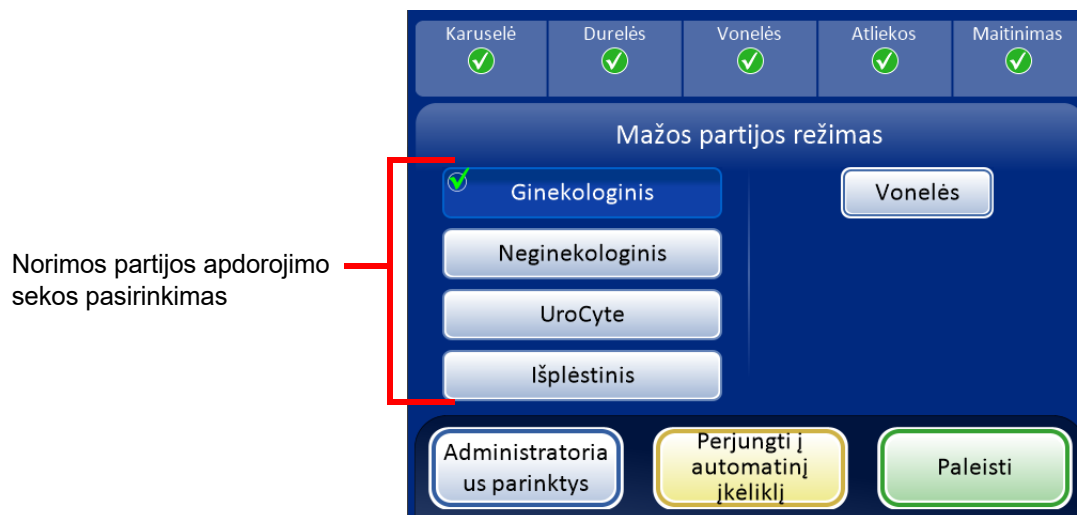 Karuselė
Durelės
Vonelės
Atliekos
Maitinimas
Mažos partijos režimas
Ginekologinis
Vonelės
Neginekologinis
Norimos partijos apdorojimo
sekos pasirinkimas
UroCyte
Išplėstinis
Administratoria
us parinktys
Perjungti į
automatinį
įkėliklį
Paleisti